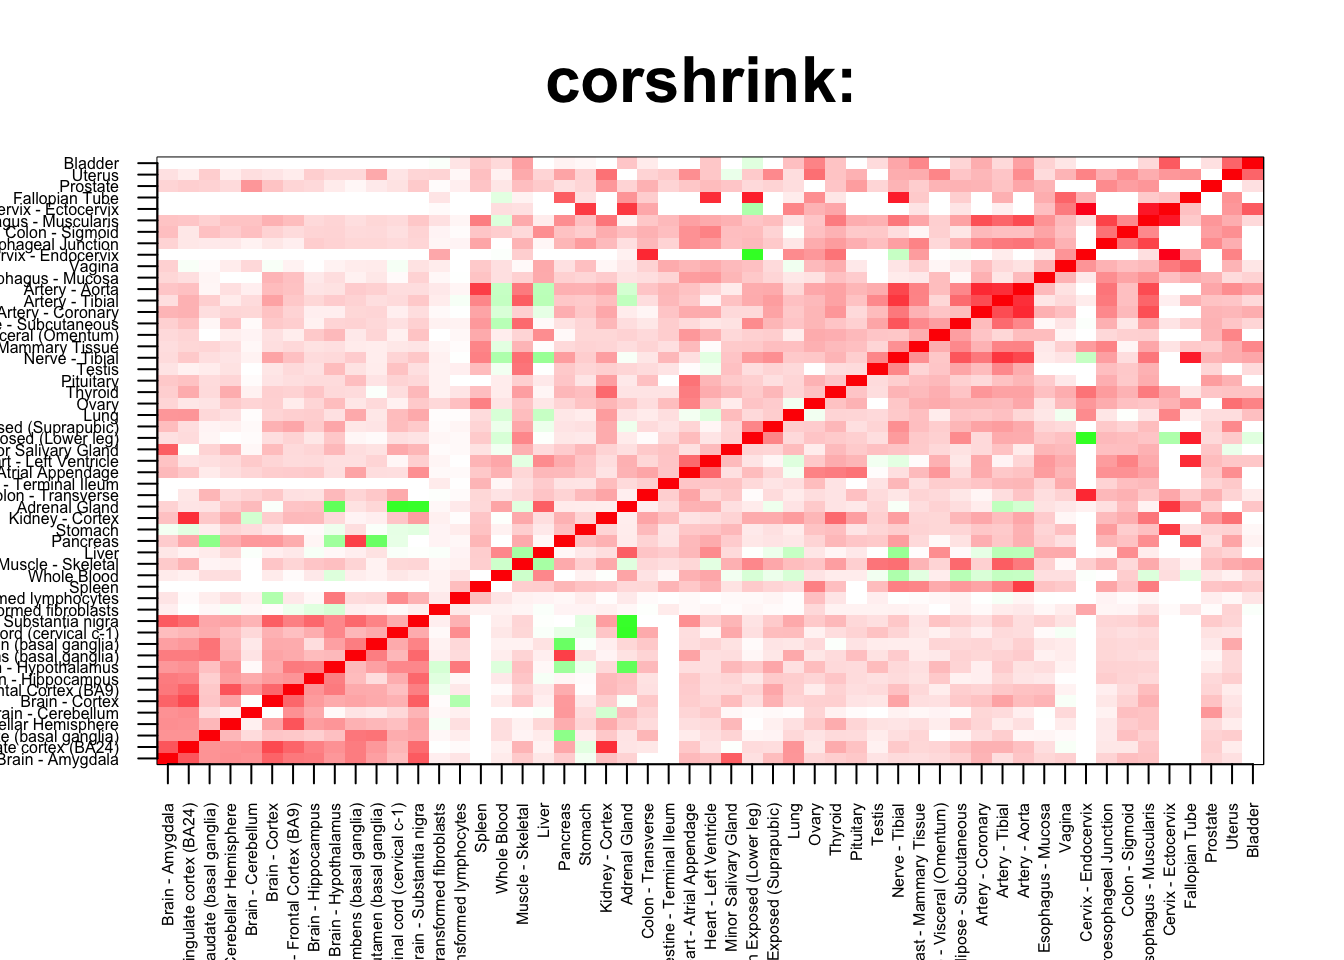 corshrink:
Bladder
Uterus
Prostate
Fallopian Tube
ervix - Ectocervix
gus - Muscularis
Colon - Sigmoid
phageal Junction
rvix - Endocervix
Vagina
phagus - Mucosa
Artery - Aorta
Artery - Tibial
Artery - Coronary
e - Subcutaneous
ceral (Omentum)
Mammary Tissue
Nerve - Tibial
Testis
Pituitary
Thyroid
Ovary
Lung
sed (Suprapubic)
osed (Lower leg)
or Salivary Gland
art - Left Ventricle
Atrial Appendage
- Terminal Ileum
olon - Transverse
Adrenal Gland
Kidney - Cortex
Stomach
Pancreas
Liver
Muscle - Skeletal
Whole Blood
Spleen
med lymphocytes
formed fibroblasts
Substantia nigra
ord (cervical c-1)
n (basal ganglia)
s (basal ganglia)
n - Hypothalamus
n - Hippocampus
ntal Cortex (BA9)
Brain - Cortex
rain - Cerebellum
ellar Hemisphere
e (basal ganglia)
ate cortex (BA24)
Brain - Amygdala
Brain - Amygdala
ingulate cortex (BA24)
audate (basal ganglia)
Cerebellar Hemisphere
Brain - Cerebellum
Brain - Cortex
- Frontal Cortex (BA9)
Brain - Hippocampus
Brain - Hypothalamus
mbens (basal ganglia)
utamen (basal ganglia)
inal cord (cervical c-1)
rain - Substantia nigra
ransformed fibroblasts
nsformed lymphocytes
Spleen
Whole Blood
Muscle - Skeletal
Liver
Pancreas
Stomach
Kidney - Cortex
Adrenal Gland
Colon - Transverse
estine - Terminal Ileum
art - Atrial Appendage
Heart - Left Ventricle
Minor Salivary Gland
n Exposed (Lower leg)
Exposed (Suprapubic)
Lung
Ovary
Thyroid
Pituitary
Testis
Nerve - Tibial
ast - Mammary Tissue
- Visceral (Omentum)
dipose - Subcutaneous
Artery - Coronary
Artery - Tibial
Artery - Aorta
Esophagus - Mucosa
Vagina
Cervix - Endocervix
roesophageal Junction
Colon - Sigmoid
sophagus - Muscularis
Cervix - Ectocervix
Fallopian Tube
Prostate
Uterus
Bladder